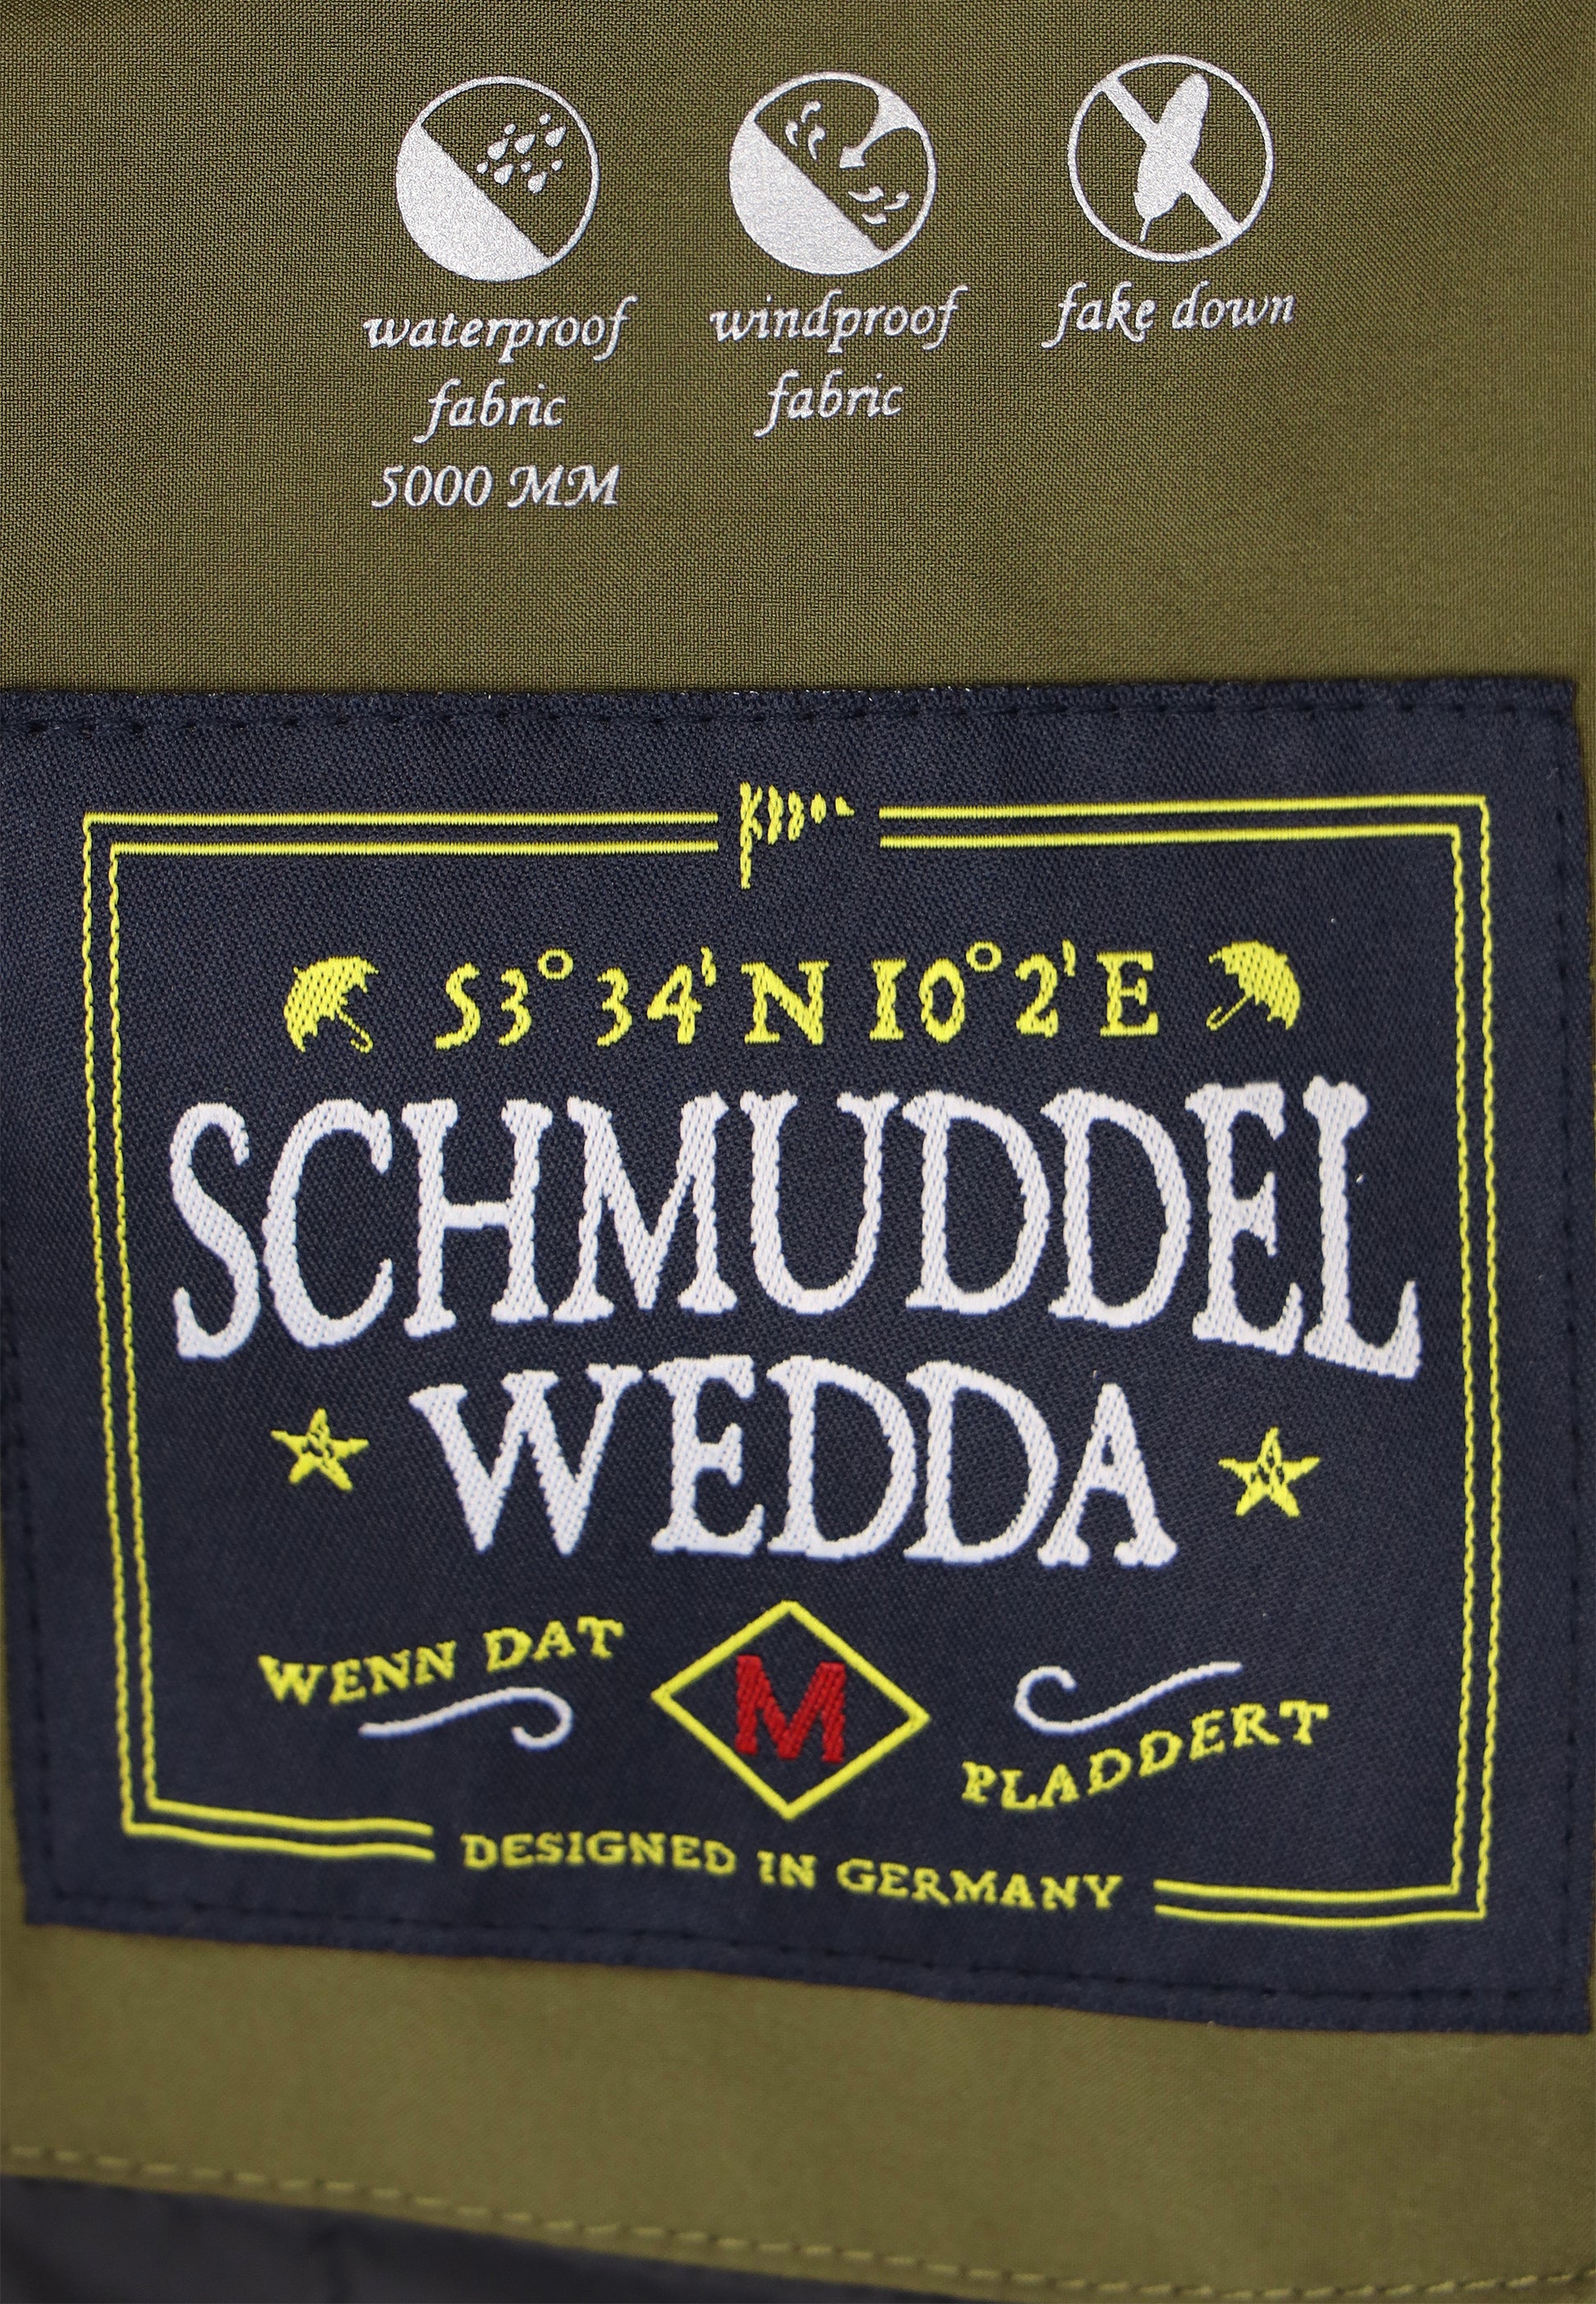 waterproof fabric 5000 MM
windproof fabric
fake down
53°34'N 10°2'E
SCHMUDDEL
WEDDA
WENN DAT
M
PLADDERT
DESIGNED IN GERMANY